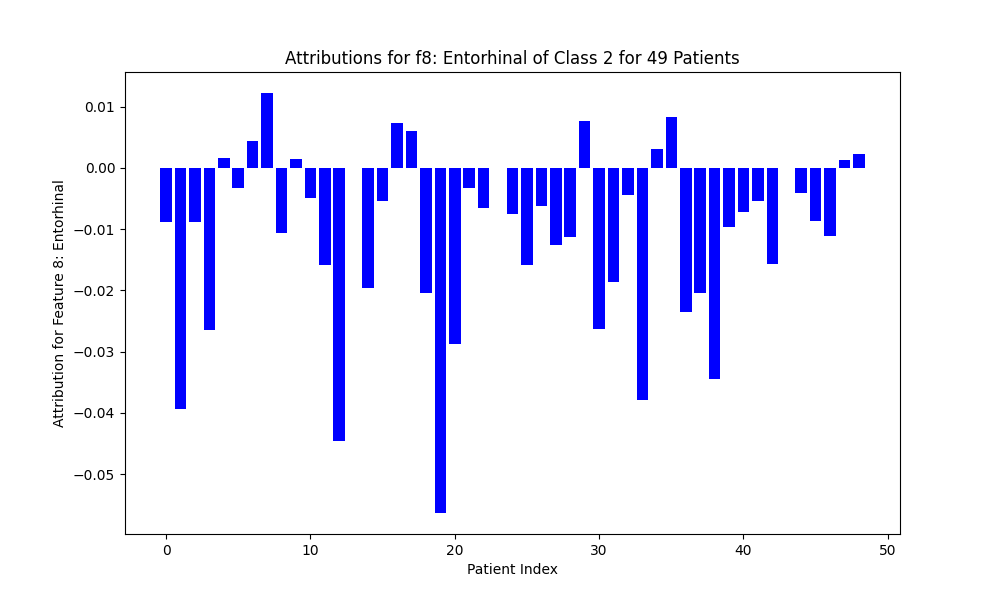 Attributions for f8: Entorhinal of Class 2 for 49 Patients
Attribution for Feature 8: Entorhinal
0.01
0.00
−0.01
−0.02
−0.03
−0.04
−0.05
0 10 20 30 40 50
Patient Index